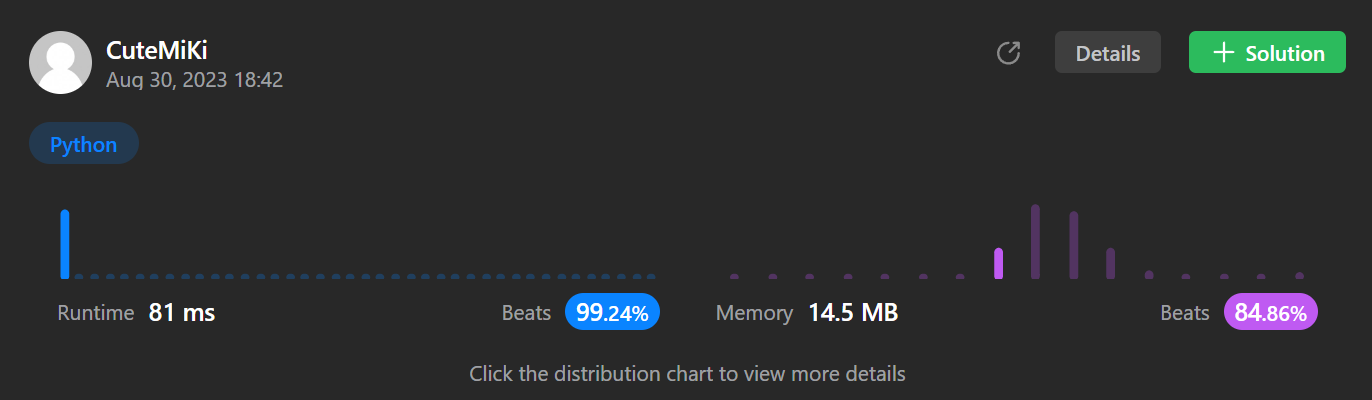 CuteMiKi
Aug 30, 2023 18:42
Details
Solution
Python
Runtime 81 ms Beats 99.24%
Memory 14.5 MB Beats 84.86%
Click the distribution chart to view more details